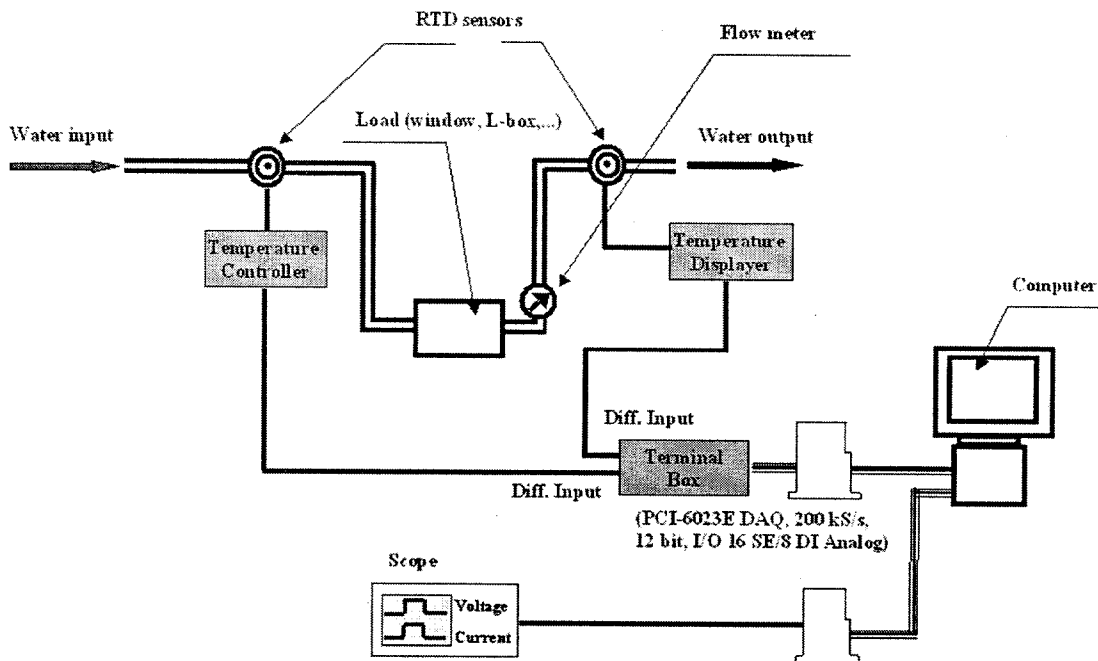 RTD sensors
Flow meter
Load (window, L-box,...)
Water input
Water output
Temperature
Controller
Temperature
Displayer
Computer
Diff. Input
Terminal
Box
Diff. Input
(PCI-6023E DAQ, 200 kS/s,
12 bit, I/O 16 SE/8 DI Analog)
Scope
Voltage
Current